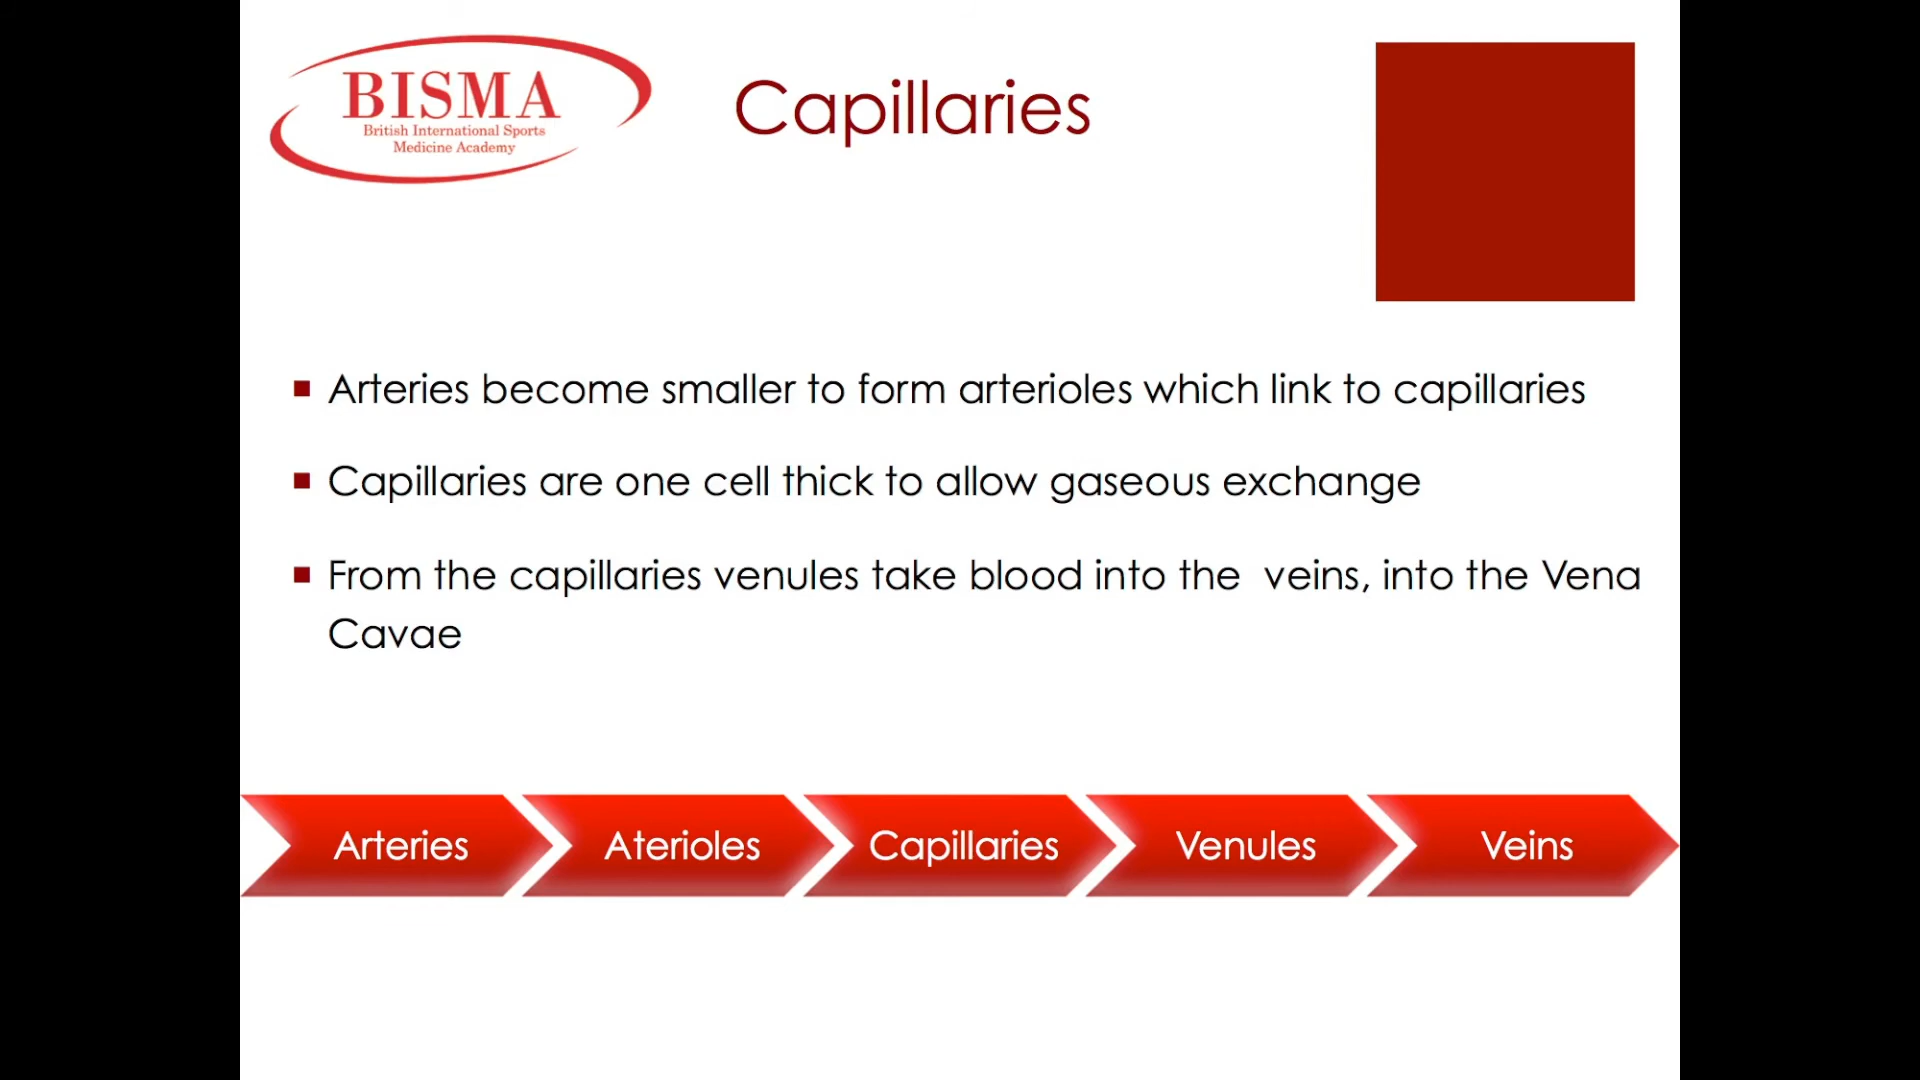 BISMA
British International Sports
Medicine Academy
Capillaries
Arteries become smaller to form arterioles which link to capillaries
Capillaries are one cell thick to allow gaseous exchange
From the capillaries venules take blood into the  veins, into the Vena
Cavae
Arteries
Aterioles
Capillaries
Venules
Veins